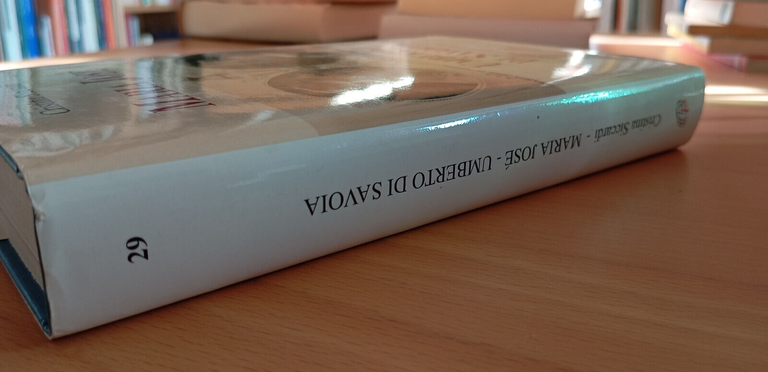 Cristina Siccardi - MARIA JOSÉ - UMBERTO DI SAVOIA
29